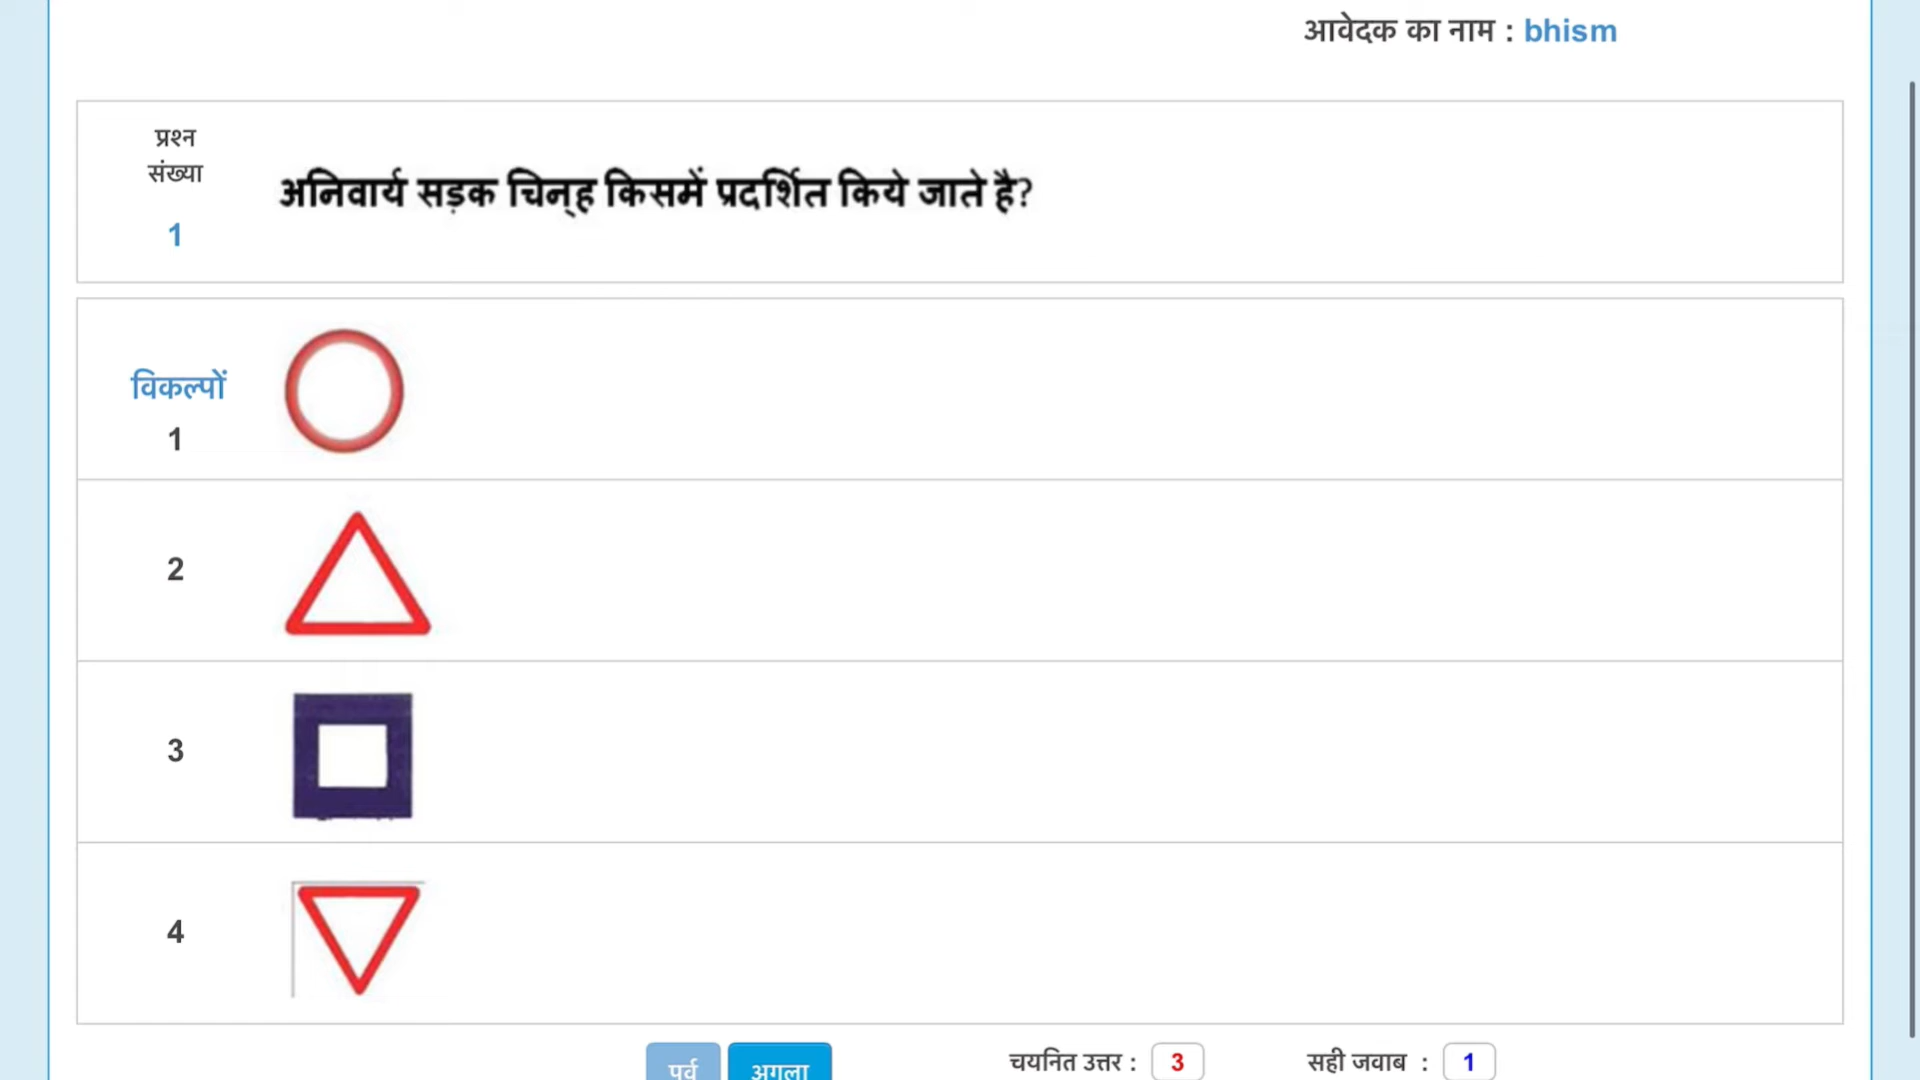 आवेदक का नाम : bhism
प्रश्न
संख्या
1
अनिवार्य सड़क चिन्ह किसमें प्रदर्शित किये जाते है?
विकल्पों
1
2
3
4
पूर्व
अगला
चयनित उत्तर : 3
सही जवाब : 1